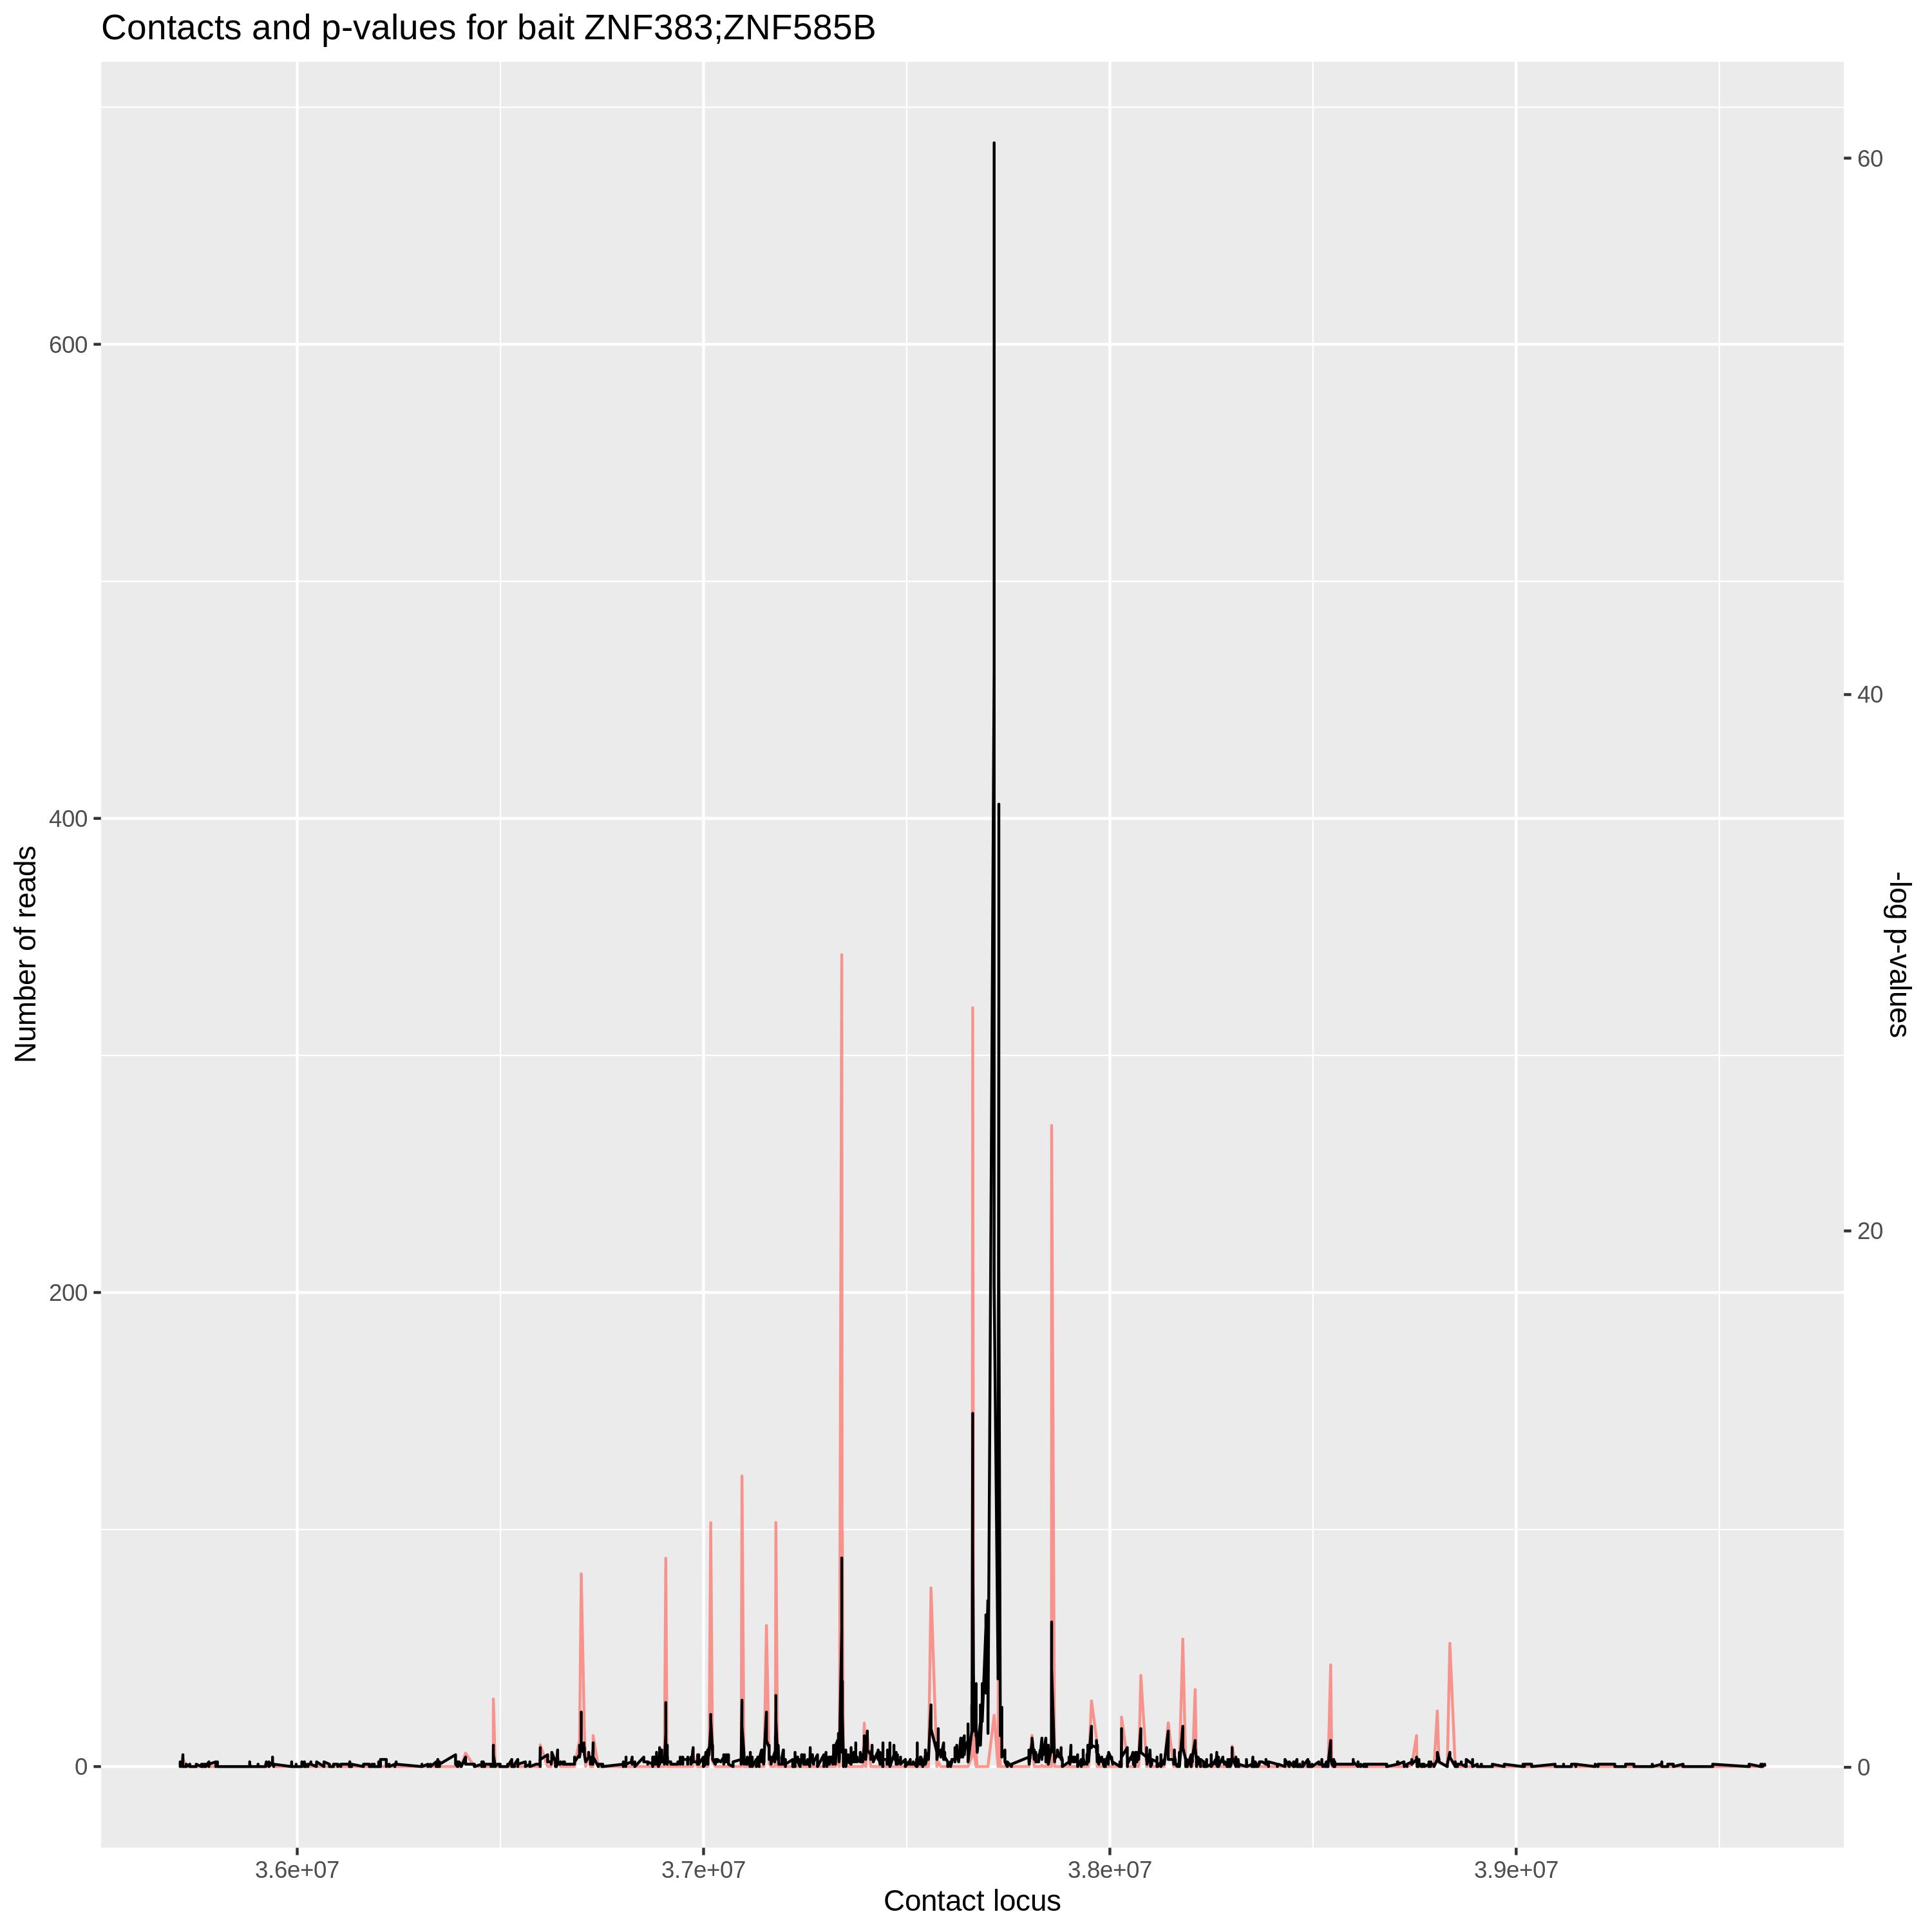 Contacts and p-values for bait ZNF383;ZNF585B
600
400
200
0
Number of reads
60
40
20
0
-log p-values
3.6e+07 3.7e+07 3.8e+07 3.9e+07
Contact locus